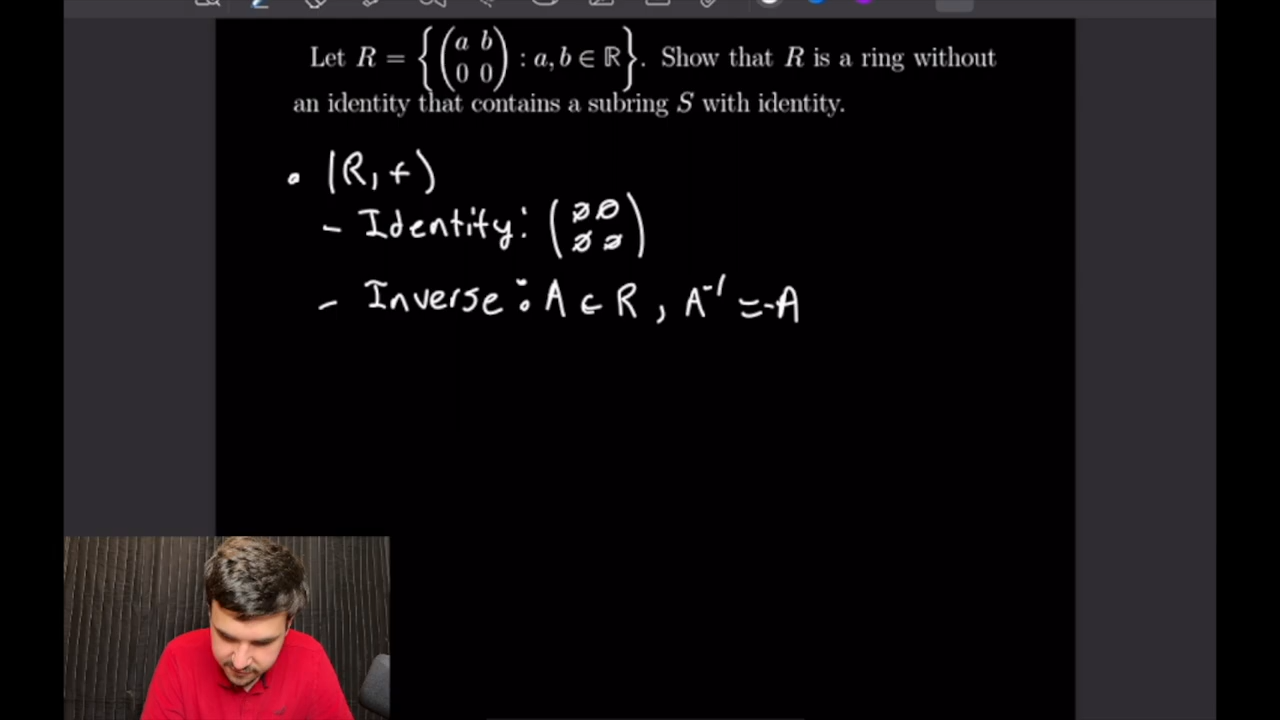 Let R = { ( a b 0 0 ) : a, b ∈ ℝ }. Show that R is a ring without
an identity that contains a subring S with identity.
• (R, +)
- Identity: ( 0 0 0 0 )
- Inverse: A ∈ R, A⁻¹ = -A